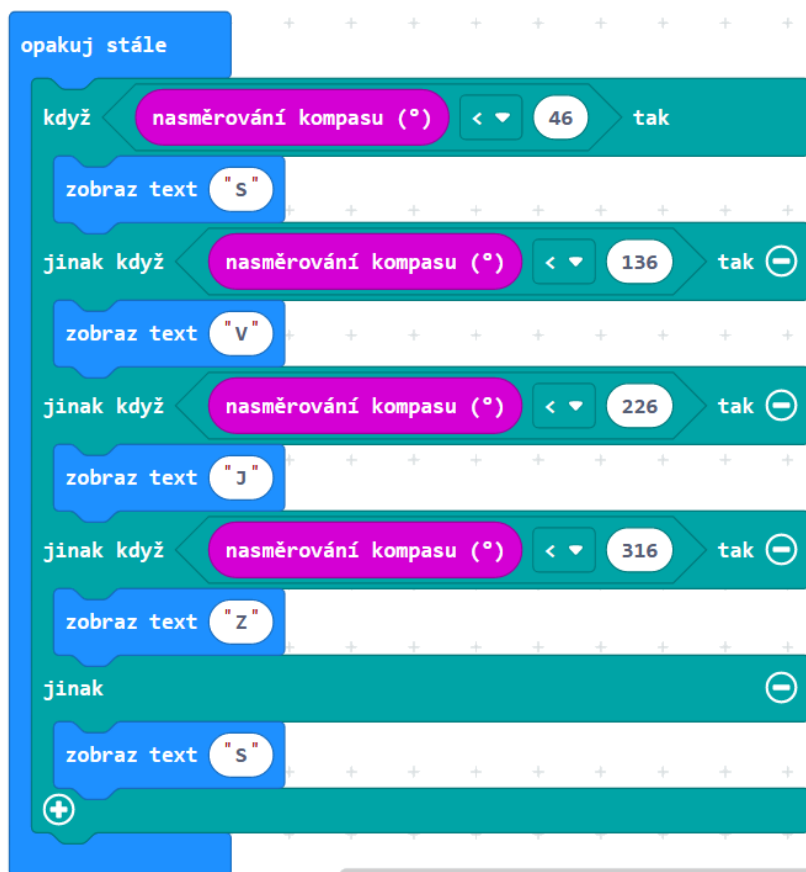 opakuj stále
když nasměrování kompasu (°) < 46 tak
zobraz text "S"
jinak když nasměrování kompasu (°) < 136 tak
zobraz text "V"
jinak když nasměrování kompasu (°) < 226 tak
zobraz text "J"
jinak když nasměrování kompasu (°) < 316 tak
zobraz text "Z"
jinak
zobraz text "S"